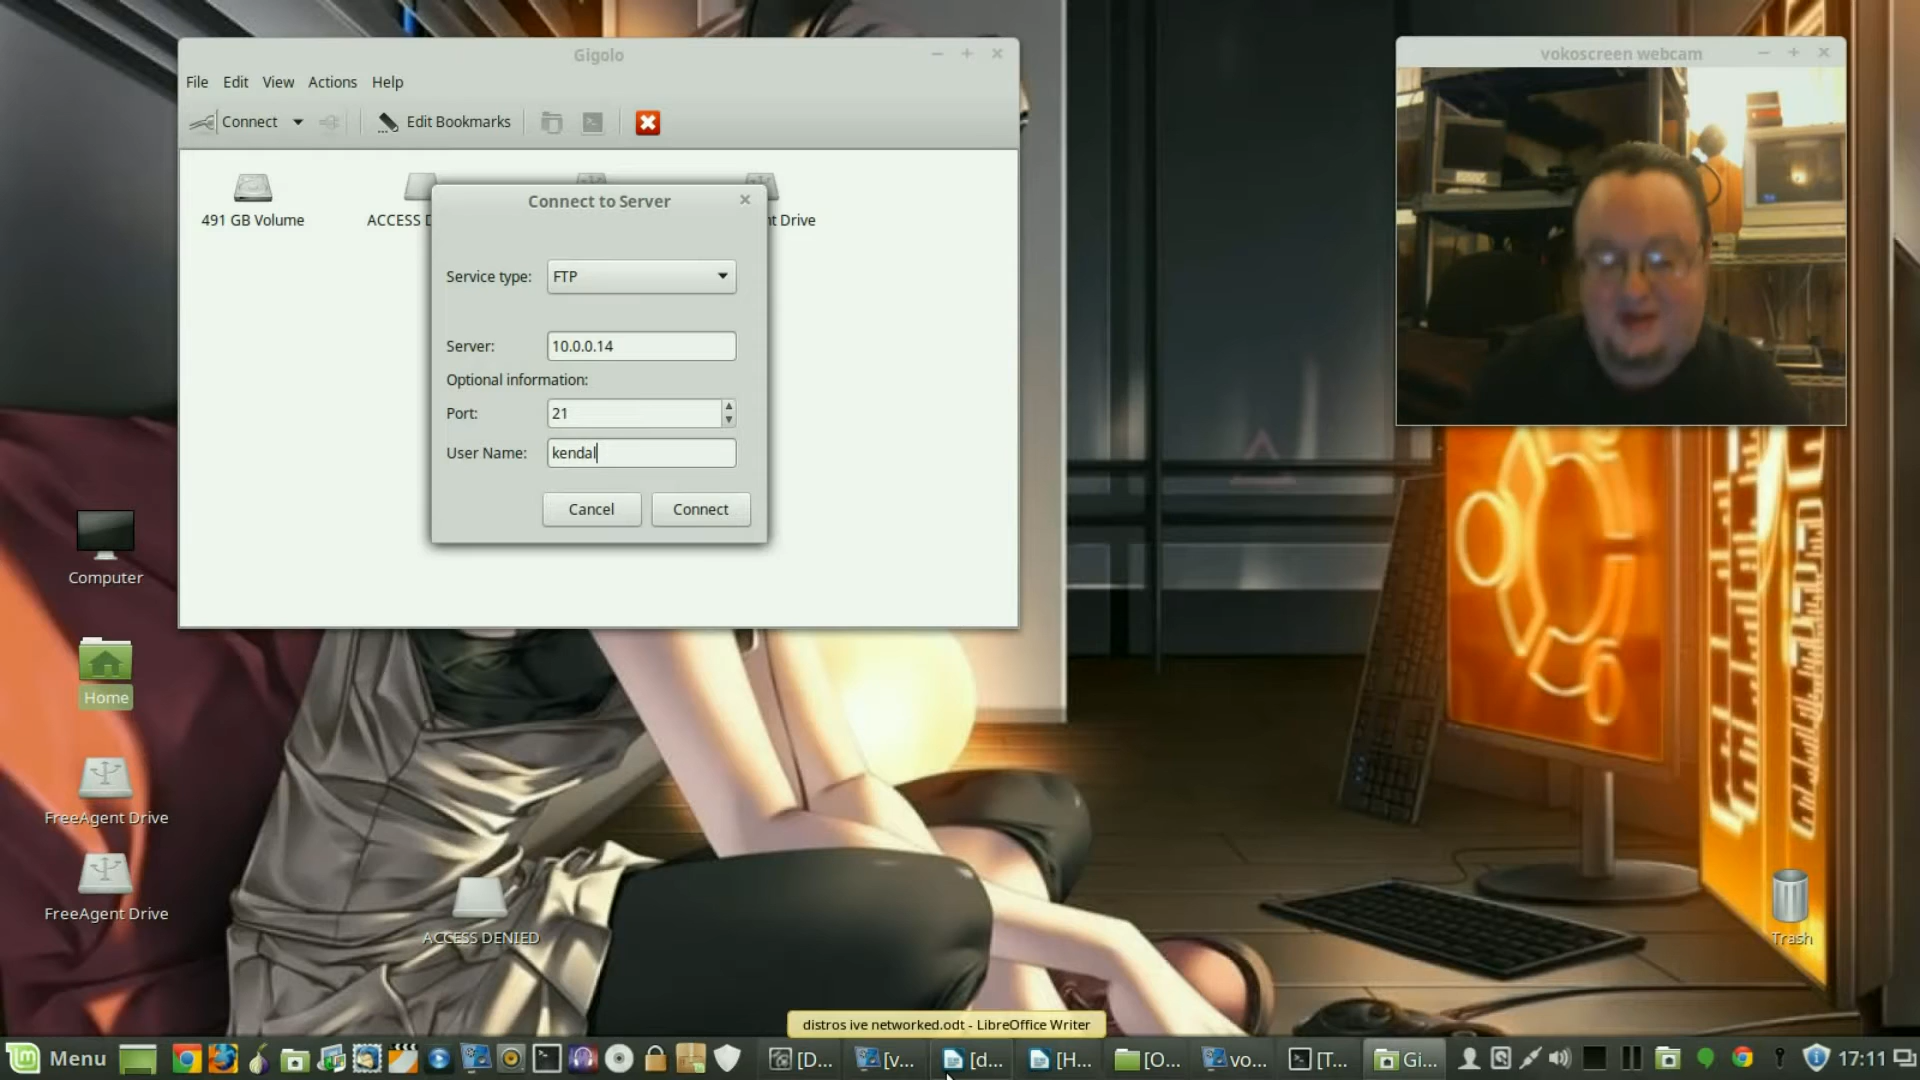 Gigolo
File Edit View Actions Help
Connect Edit Bookmarks
491 GB Volume
ACCESS D
t Drive
Connect to Server
Service type: FTP
Server: 10.0.0.14
Optional information:
Port: 21
User Name: kendal
Cancel Connect
vokoscreen webcam
Computer
Home
FreeAgent Drive
FreeAgent Drive
ACCESS DENIED
Trash
distros ive networked.odt - LibreOffice Writer
Menu [D... [v... [d... [H... [O... vo... [T... Gi... 17:11